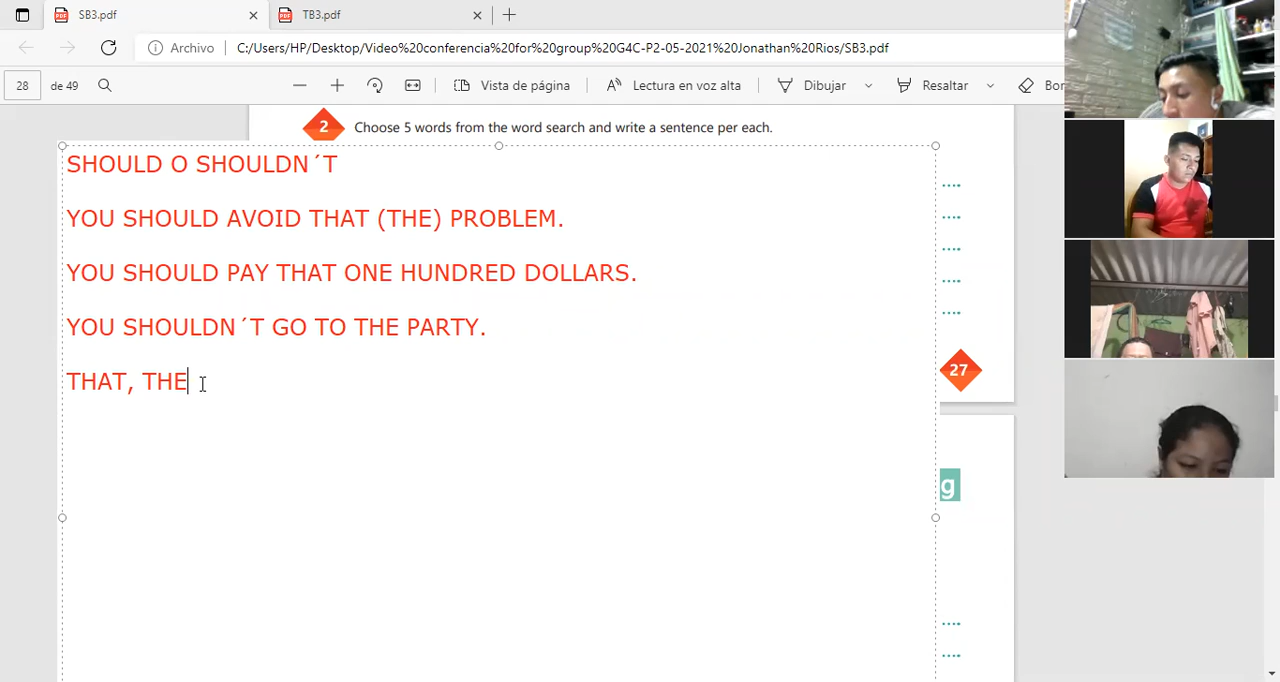 SB3.pdf
TB3.pdf
Archivo
C:/Users/HP/Desktop/Video%20conferencia%20for%20group%20G4C-P2-05-2021%20Jonathan%20Rios/SB3.pdf
28 de 49
Vista de página
Lectura en voz alta
Dibujar
Resaltar
Bor
2 Choose 5 words from the word search and write a sentence per each.
SHOULD O SHOULDN´T
YOU SHOULD AVOID THAT (THE) PROBLEM.
YOU SHOULD PAY THAT ONE HUNDRED DOLLARS.
YOU SHOULDN´T GO TO THE PARTY.
27
THAT, THE
g